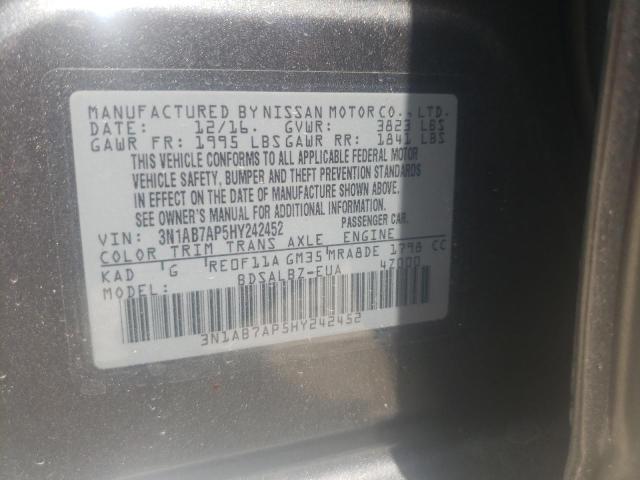 MANUFACTURED BY NISSAN MOTOR CO., LTD.
DATE: 12/16. GVWR: 3823 LBS
GAWR FR: 1995 LBS GAWR RR: 1841 LBS
THIS VEHICLE CONFORMS TO ALL APPLICABLE FEDERAL MOTOR
VEHICLE SAFETY, BUMPER AND THEFT PREVENTION STANDARDS
IN EFFECT ON THE DATE OF MANUFACTURE SHOWN ABOVE.
SEE OWNER'S MANUAL FOR ADDITIONAL INFORMATION.
VIN: 3N1AB7AP5HY242452 PASSENGER CAR.
COLOR TRIM TRANS AXLE ENGINE
KAD G RE0F11A GM35 MRA8DE 1798 CC
MODEL: BDSALBZ-EUA 4Z000
3N1AB7AP5HY242452